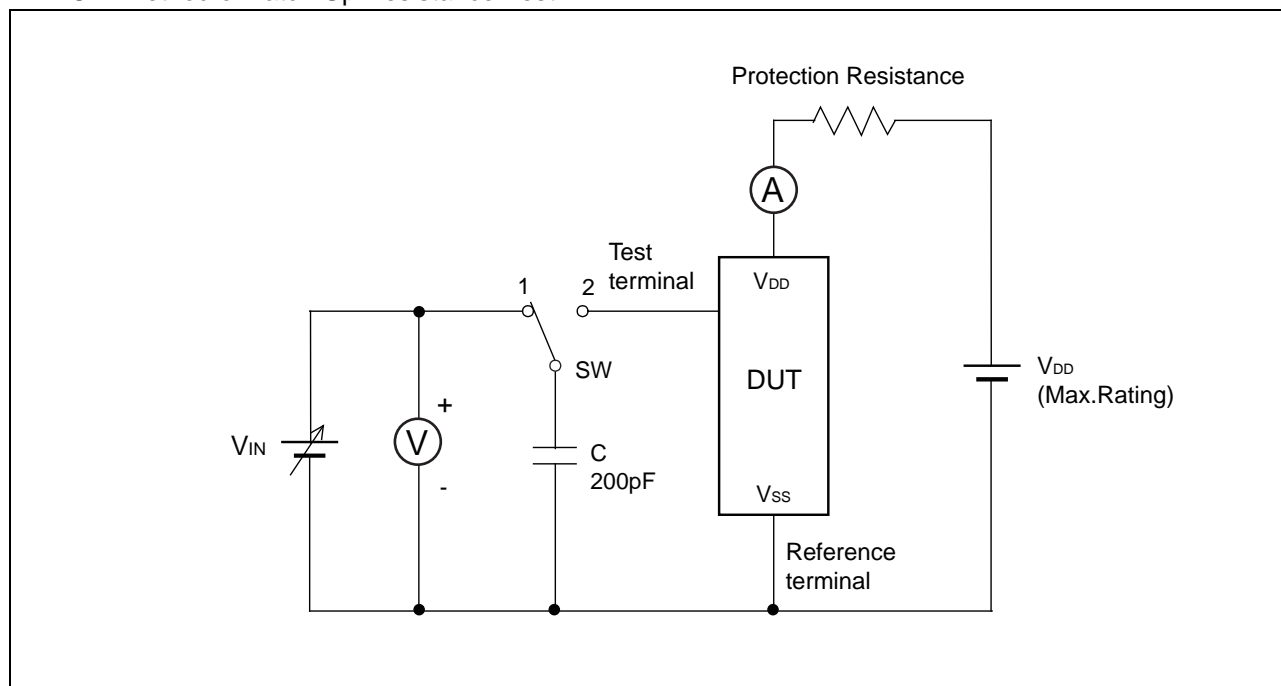 Protection Resistance
A
Test
terminal
1
2
VDD
SW
DUT
VDD
(Max.Rating)
VIN
+
V
-
C
200pF
VSS
Reference
terminal